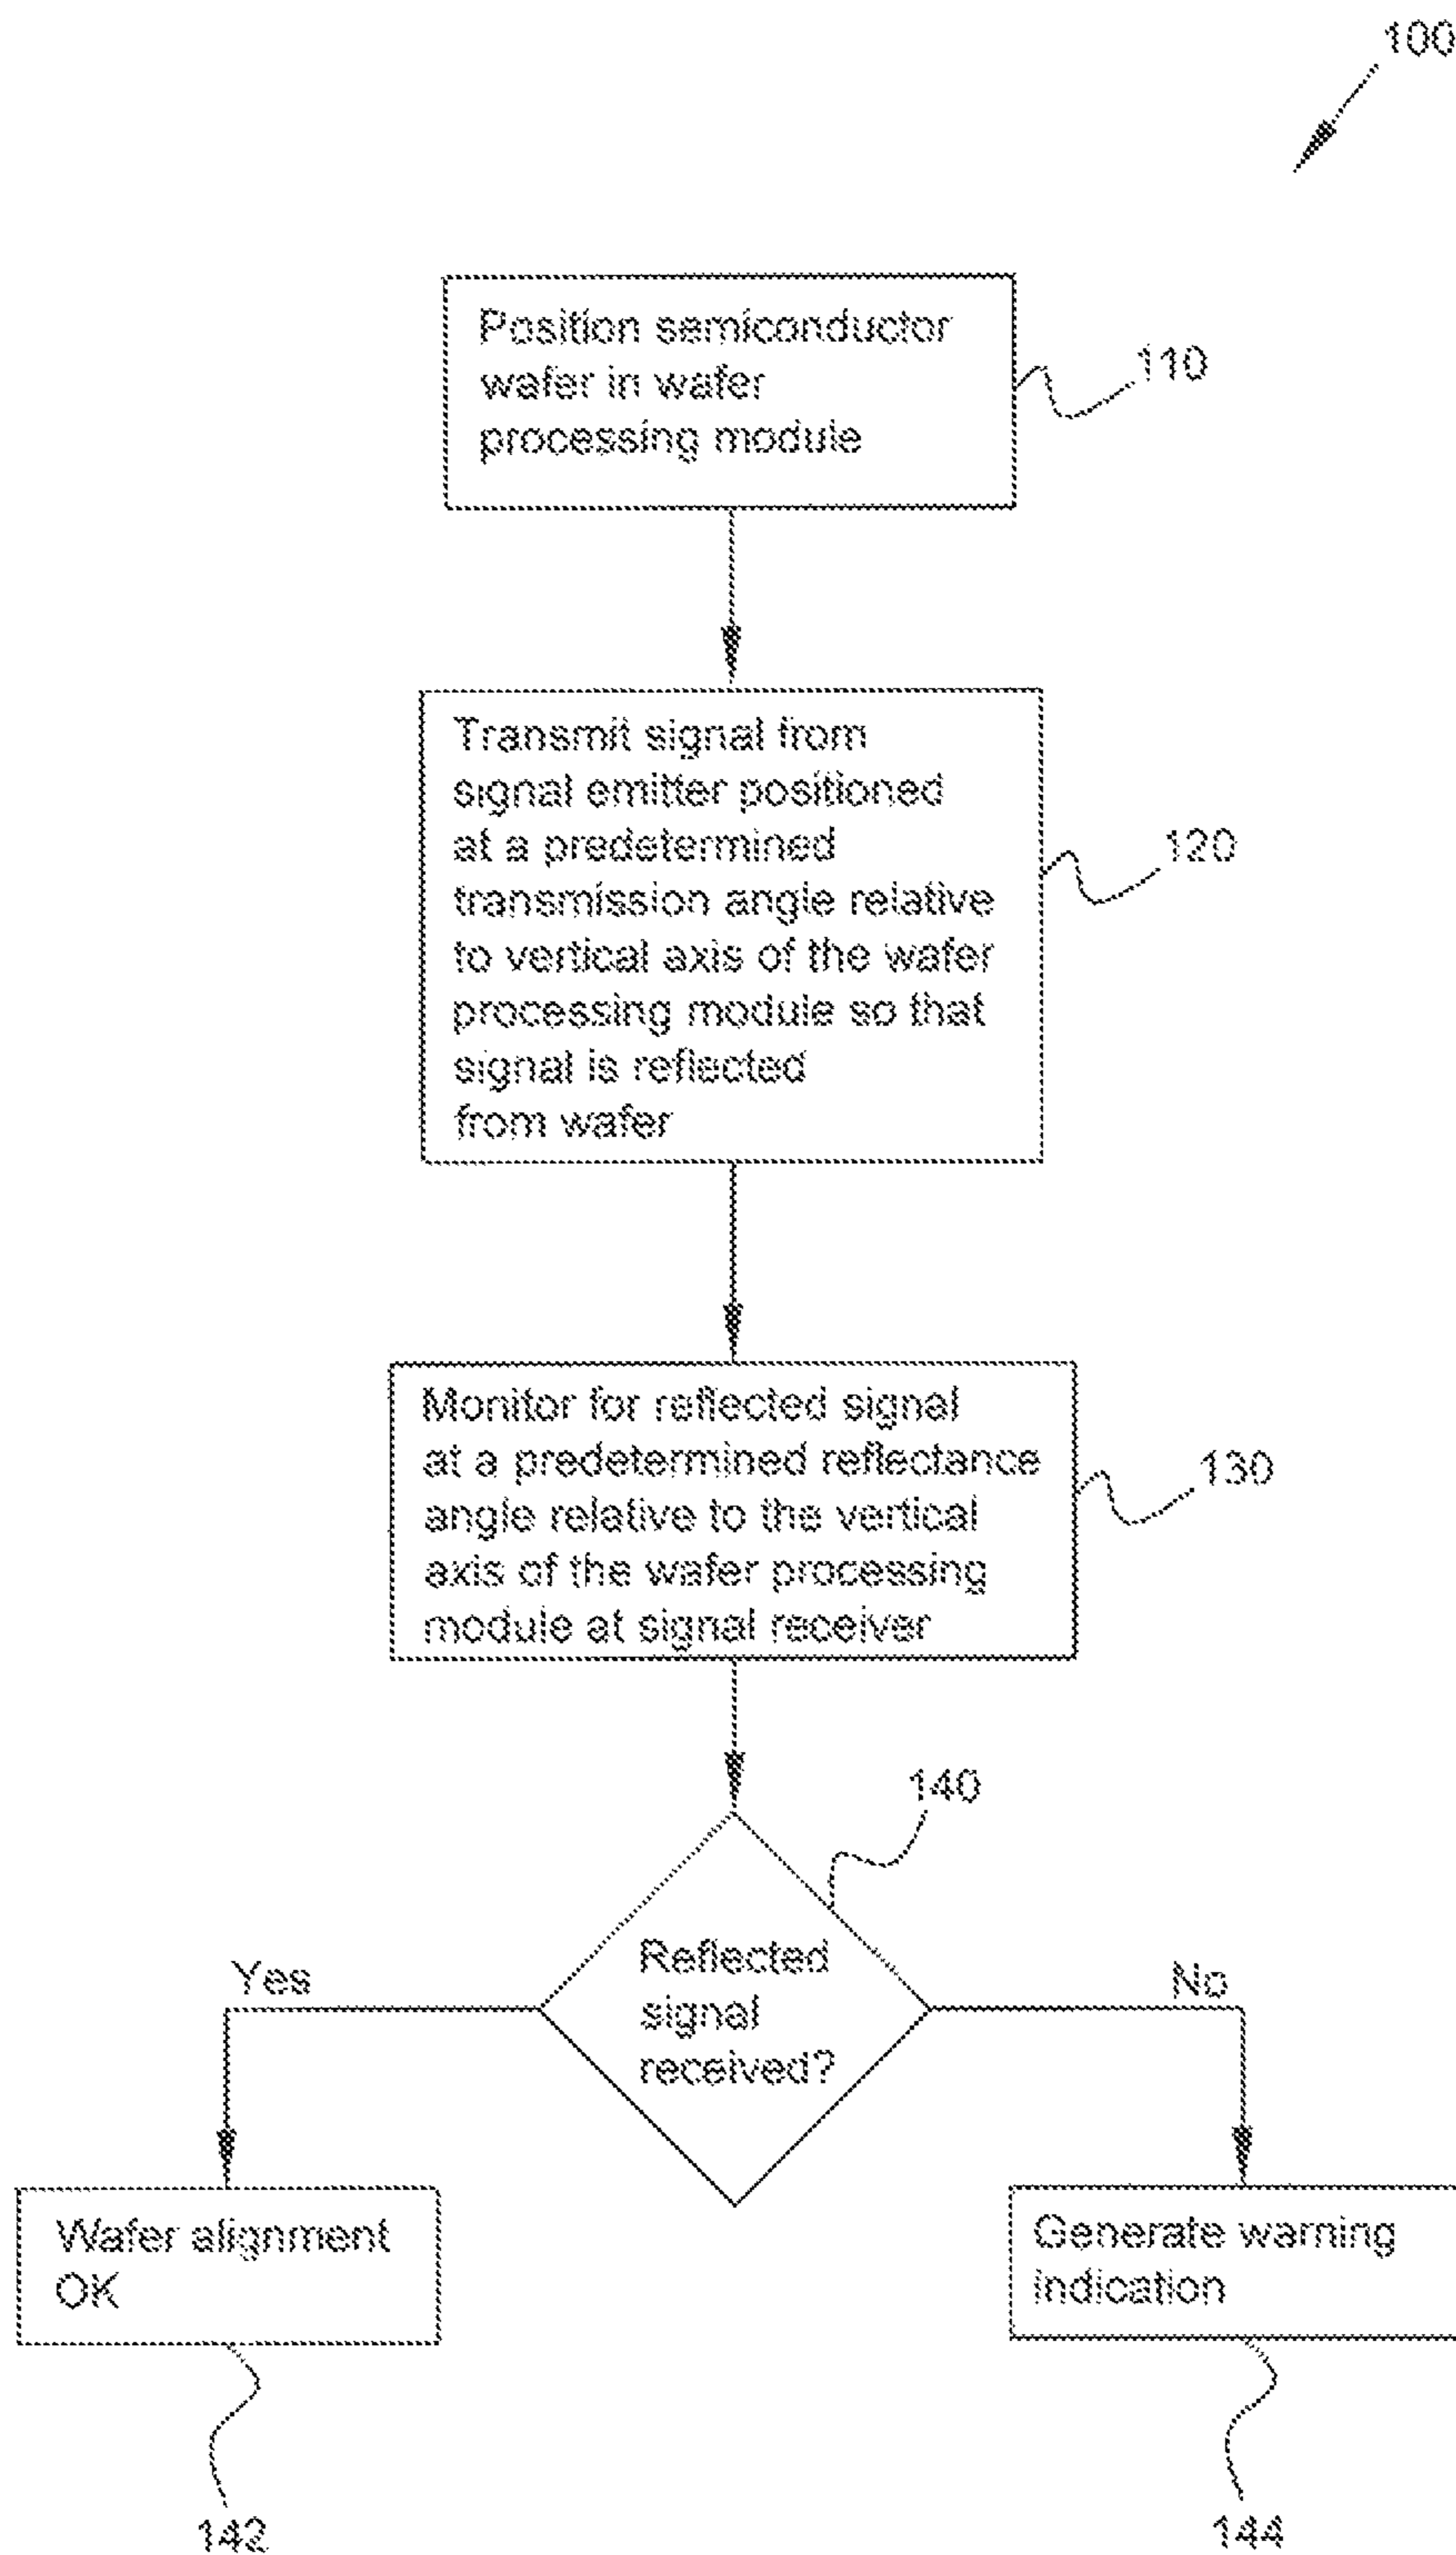 100
Position semiconductor
wafer in wafer
processing module
110
Transmit signal from
signal emitter positioned
at a predetermined
transmission angle relative
to vertical axis of the wafer
processing module so that
signal is reflected
from wafer
120
Monitor for reflected signal
at a predetermined reflectance
angle relative to the vertical
axis of the wafer processing
module at signal receiver
130
140
Reflected
signal
received?
Yes
No
Wafer alignment
OK
Generate warning
indication
142
144